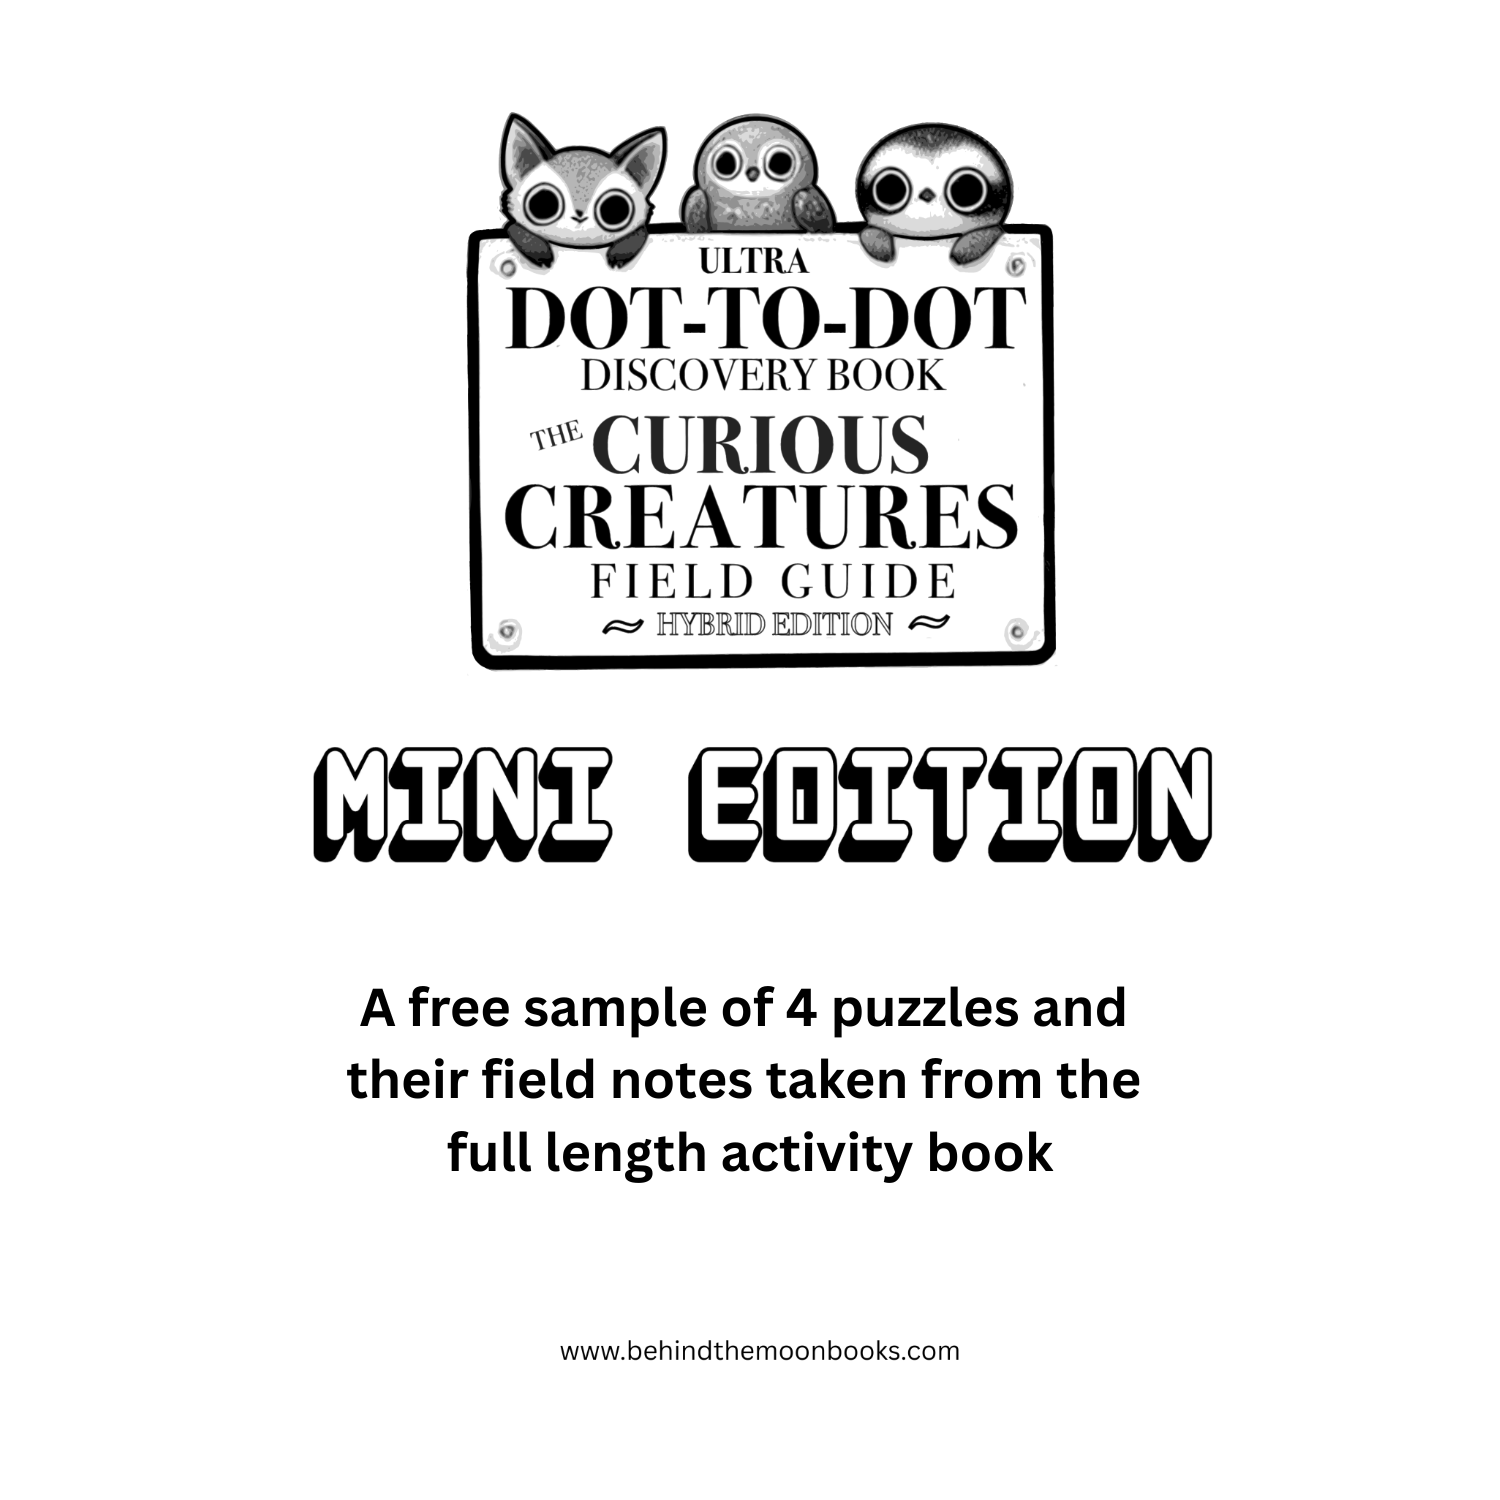 ULTRA
DOT-TO-DOT
DISCOVERY BOOK
THE CURIOUS
CREATURES
FIELD GUIDE
~ HYBRID EDITION ~
MINI EDITION
A free sample of 4 puzzles and
their field notes taken from the
full length activity book
www.behindthemoonbooks.com